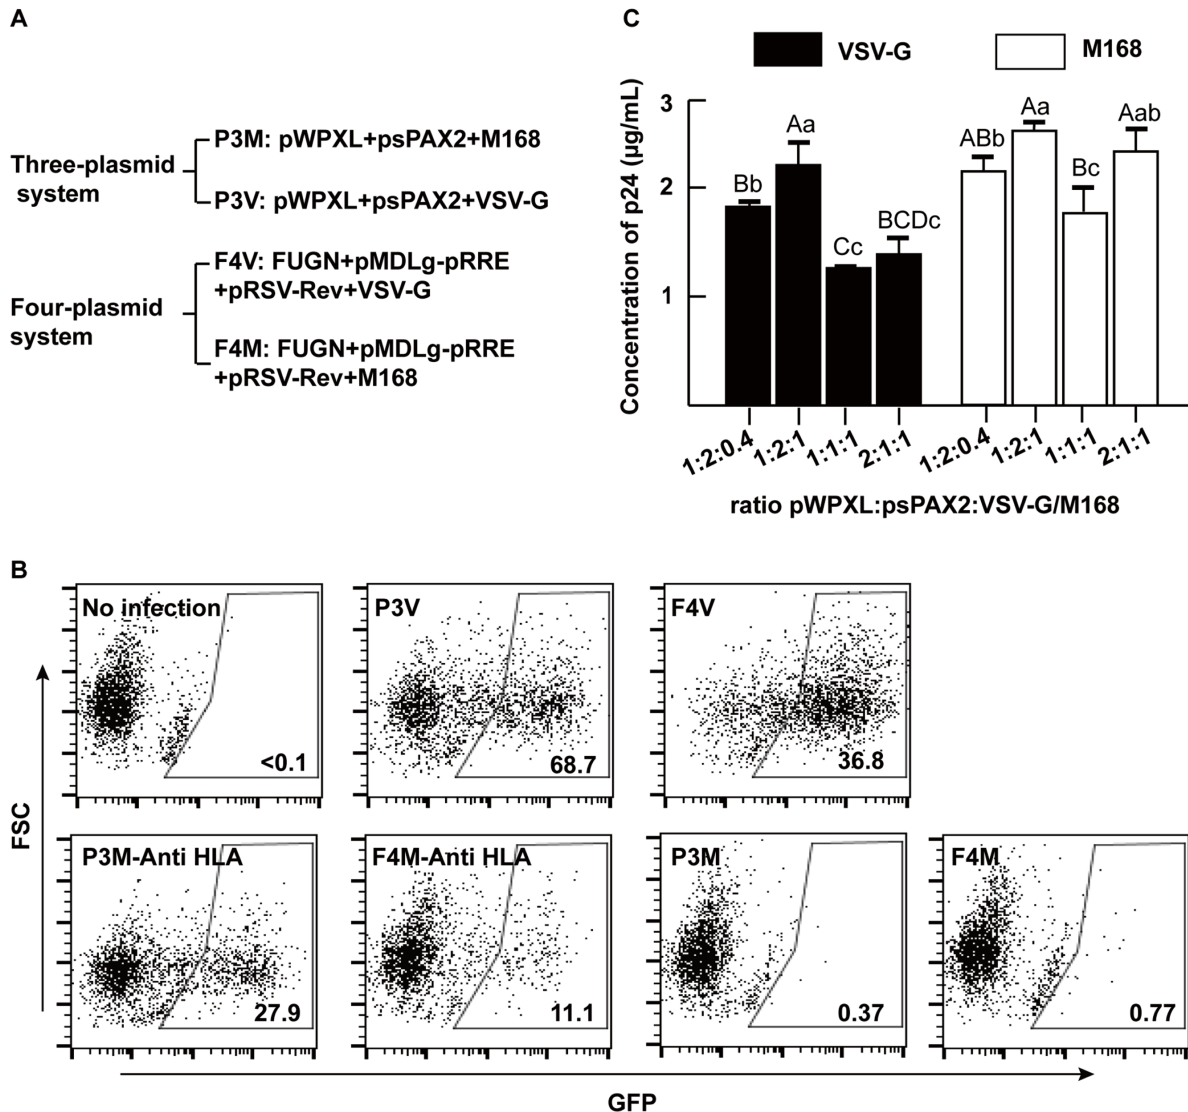 A
Three-plasmid
system
P3M: pWPXL+psPAX2+M168
P3V: pWPXL+psPAX2+VSV-G
Four-plasmid
system
F4V: FUGN+pMDLg-pRRE
+pRSV-Rev+VSV-G
F4M: FUGN+pMDLg-pRRE
+pRSV-Rev+M168
C
VSV-G
M168
Concentration of p24 (µg/mL)
3
2
1
Bb
Aa
Cc
BCDc
ABb
Aa
Bc
Aab
1:2:0.4
1:2:1
1:1:1
2:1:1
1:2:0.4
1:2:1
1:1:1
2:1:1
ratio pWPXL:psPAX2:VSV-G/M168
B
No infection
<0.1
P3V
68.7
F4V
36.8
P3M-Anti HLA
27.9
F4M-Anti HLA
11.1
P3M
0.37
F4M
0.77
FSC
GFP